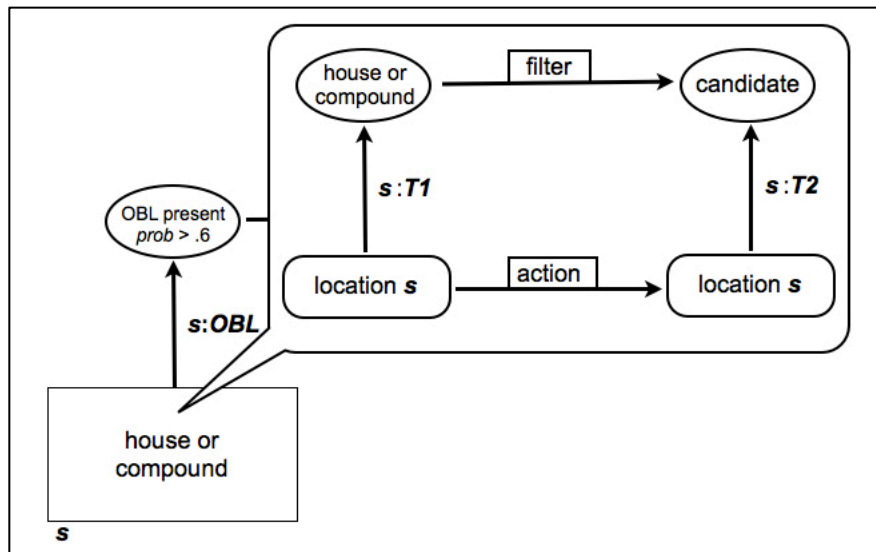 house or
compound
filter
candidate
s : T1
s : T2
OBL present
prob > .6
location s
action
location s
s: OBL
house or
compound
s